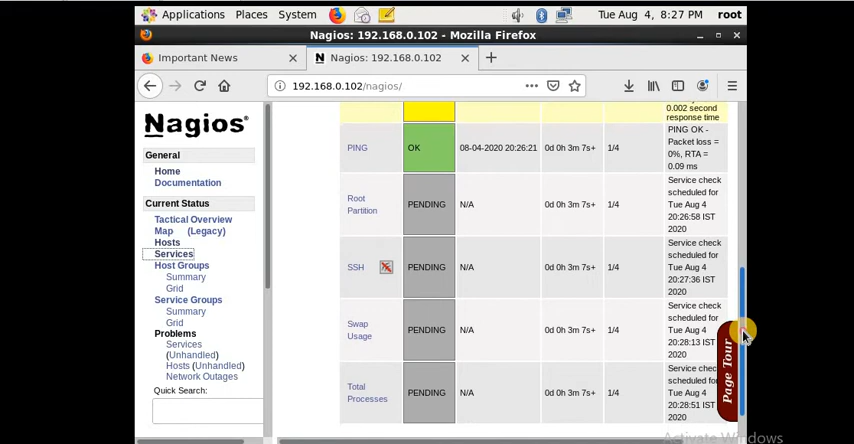 Applications Places System Tue Aug 4, 8:27 PM root
Nagios: 192.168.0.102 - Mozilla Firefox
Important News × Nagios: 192.168.0.102 × +
192.168.0.102/nagios/
Nagios®
General
Home
Documentation
Current Status
Tactical Overview
Map (Legacy)
Hosts
Services
Host Groups
Summary
Grid
Service Groups
Summary
Grid
Problems
Services
(Unhandled)
Hosts (Unhandled)
Network Outages
Quick Search:
0.002 second
response time
PING OK 08-04-2020 20:26:21 0d 0h 3m 7s+ 1/4
PING OK -
Packet loss =
0%, RTA =
0.09 ms
Root
Partition
PENDING N/A 0d 0h 3m 7s+ 1/4
Service check
scheduled for
Tue Aug 4
20:26:58 IST
2020
SSH PENDING N/A 0d 0h 3m 7s+ 1/4
Service check
scheduled for
Tue Aug 4
20:27:36 IST
2020
Swap
Usage
PENDING N/A 0d 0h 3m 7s+ 1/4
Service check
scheduled for
Tue Aug 4
20:28:13 IST
2020
Total
Processes
PENDING N/A 0d 0h 3m 7s+ 1/4
Service check
scheduled for
Tue Aug 4
20:28:51 IST
2020
Page Tour
Activate Windows